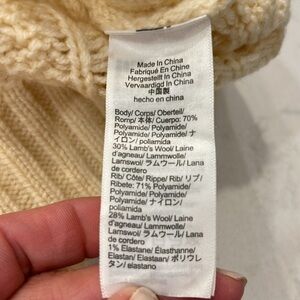 Made In China
Fabriqué En Chine
Hergestellt In China
Vervaardigd In China
中国製
hecho en china
Body/ Corps/ Oberteil/
Romp/ 本体/ Cuerpo: 70%
Polyamide/ Polyamide/
Polyamide/ Polyamide/ ナイロ
ン/ poliamida
30% Lamb's Wool/ Laine
d'agneau/ Lammwolle/
Lamswol/ ラムウール/ Lana
de cordero
Rib/ Côte/ Rippe/ Rib/ リブ/
Ribete: 71% Polyamide/
Polyamide/ Polyamide/
Polyamide/ ナイロン/
poliamida
28% Lamb's Wool/ Laine
d'agneau/ Lammwolle/
Lamswol/ ラムウール/ Lana
de cordero
1% Elastane/ Élasthanne/
Elastan/ Elastaan/ ポリウレ
タン/ elastano